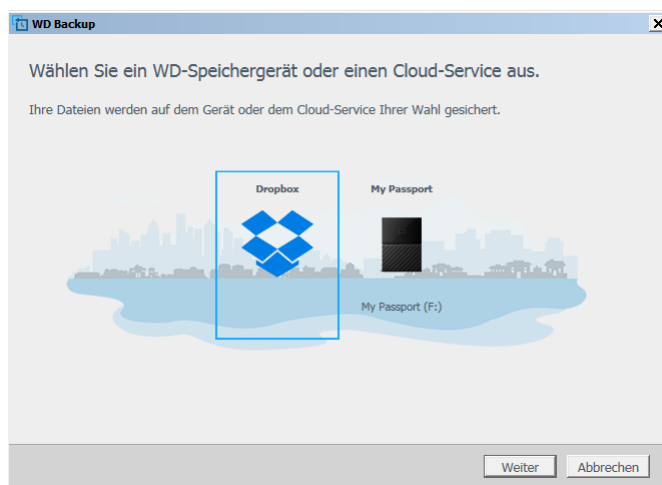 WD Backup
Wählen Sie ein WD-Speichergerät oder einen Cloud-Service aus.
Ihre Dateien werden auf dem Gerät oder dem Cloud-Service Ihrer Wahl gesichert.
Dropbox
My Passport
My Passport (F:)
Weiter
Abbrechen